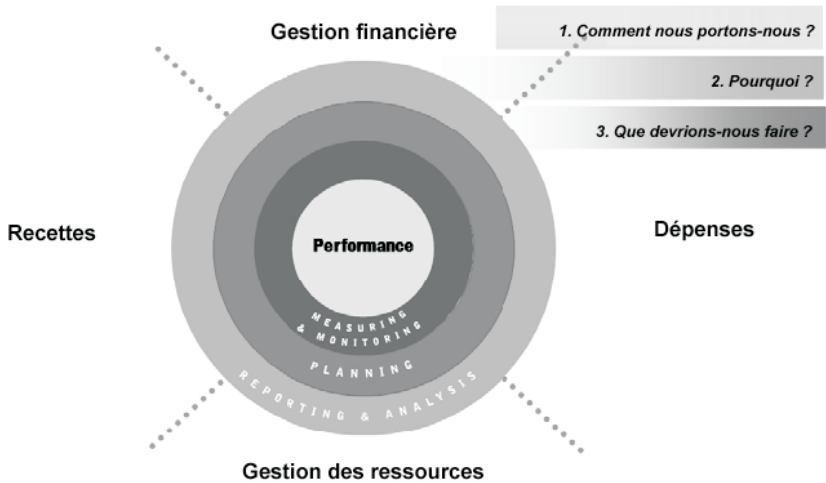 Gestion financière
1. Comment nous portons-nous ?
2. Pourquoi ?
3. Que devrions-nous faire ?
Recettes
Dépenses
Performance
MEASURING
& MONITORING
PLANNING
REPORTING & ANALYSIS
Gestion des ressources